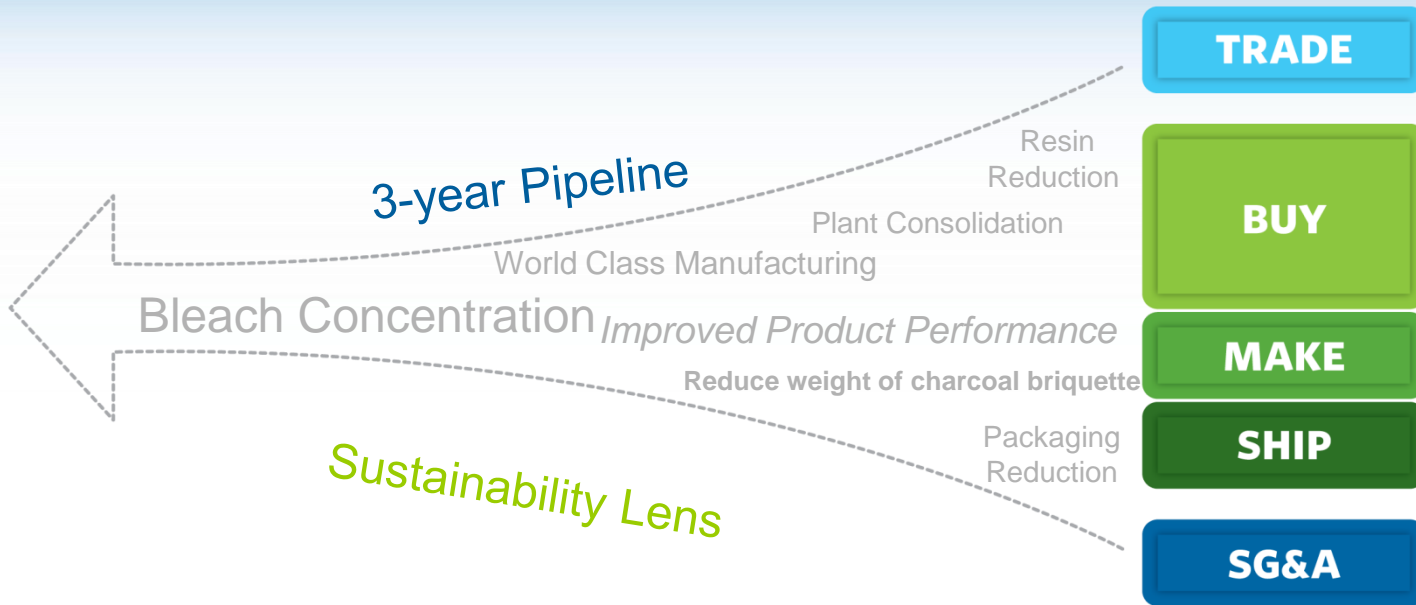 TRADE
Resin
Reduction
3-year Pipeline
Plant Consolidation
BUY
World Class Manufacturing
Bleach Concentration
Improved Product Performance
MAKE
Reduce weight of charcoal briquette
Packaging
Reduction
SHIP
Sustainability Lens
SG&A